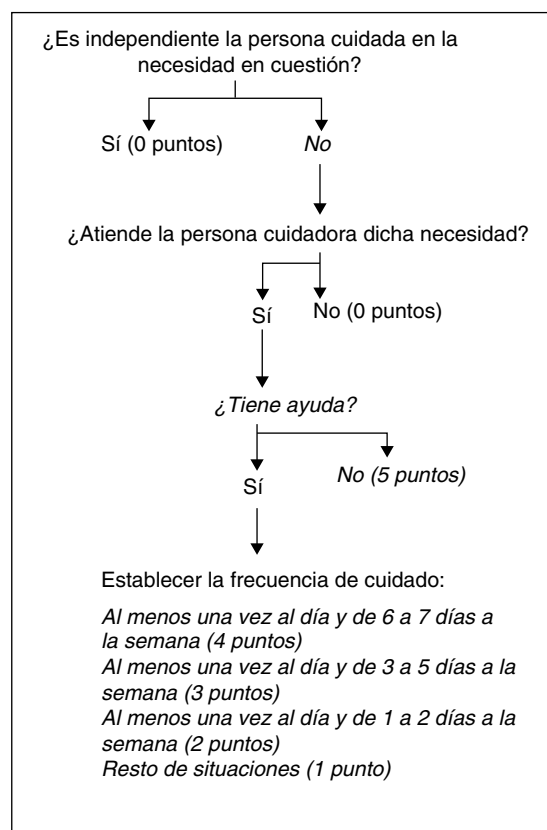 ¿Es independiente la persona cuidada en la
necesidad en cuestión?
Sí (0 puntos)
No
¿Atiende la persona cuidadora dicha necesidad?
Sí
No (0 puntos)
¿Tiene ayuda?
Sí
No (5 puntos)
Establecer la frecuencia de cuidado:
Al menos una vez al día y de 6 a 7 días a
la semana (4 puntos)
Al menos una vez al día y de 3 a 5 días a la
semana (3 puntos)
Al menos una vez al día y de 1 a 2 días a la
semana (2 puntos)
Resto de situaciones (1 punto)